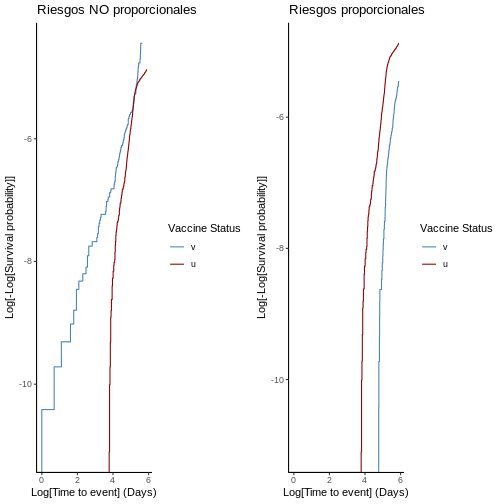 Riesgos NO proporcionales
Log[-Log[Survival probability]]
-6
-8
-10
0 2 4 6
Log[Time to event] (Days)
Vaccine Status
v
u
Riesgos proporcionales
Log[-Log[Survival probability]]
-6
-8
-10
0 2 4 6
Log[Time to event] (Days)
Vaccine Status
v
u